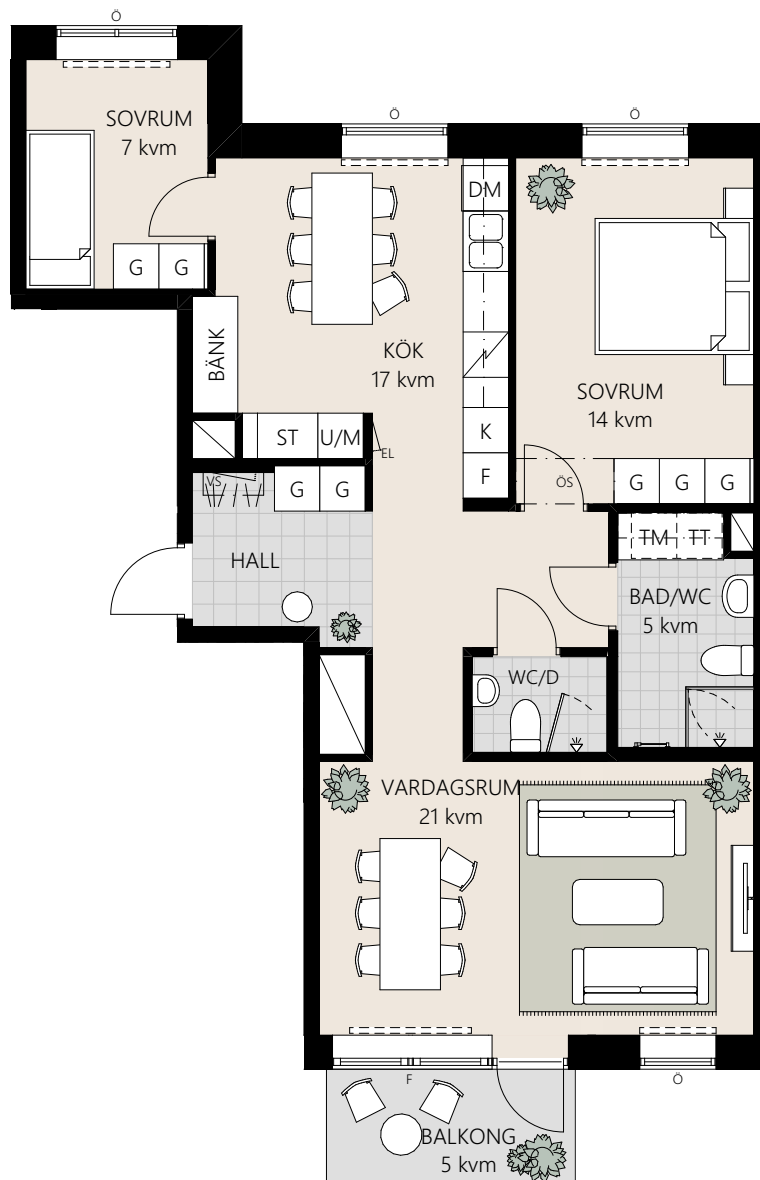 Ö
SOVRUM
7 kvm
G G
Ö
Ö
DM
BÄNK
KÖK
17 kvm
SOVRUM
14 kvm
ST U/M
EL
K
F
VS
G G
ÖS
G G G
HALL
TM TT
BAD/WC
5 kvm
WC/D
VARDAGSRUM
21 kvm
F
Ö
BALKONG
5 kvm